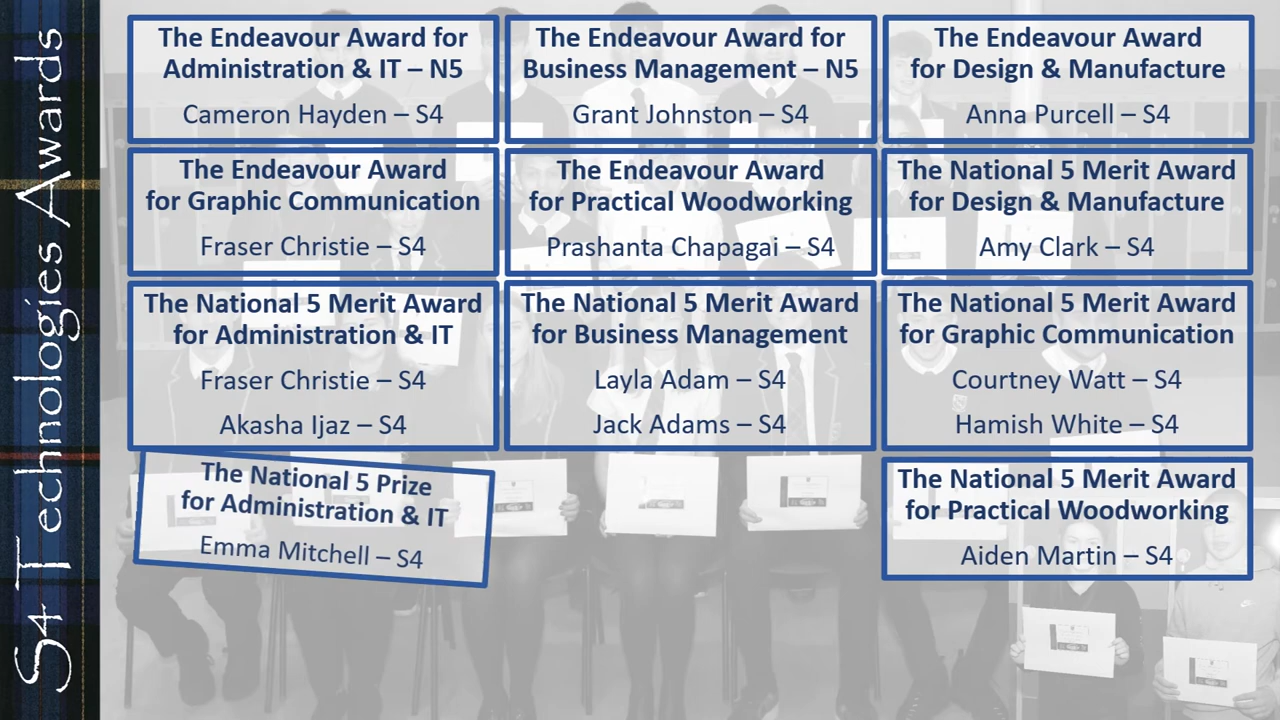 S4 Technologies Awards
The Endeavour Award for
Administration & IT – N5
Cameron Hayden – S4
The Endeavour Award for
Business Management – N5
Grant Johnston – S4
The Endeavour Award
for Design & Manufacture
Anna Purcell – S4
The Endeavour Award
for Graphic Communication
Fraser Christie – S4
The Endeavour Award
for Practical Woodworking
Prashanta Chapagai – S4
The National 5 Merit Award
for Design & Manufacture
Amy Clark – S4
The National 5 Merit Award
for Administration & IT
Fraser Christie – S4
Akasha Ijaz – S4
The National 5 Merit Award
for Business Management
Layla Adam – S4
Jack Adams – S4
The National 5 Merit Award
for Graphic Communication
Courtney Watt – S4
Hamish White – S4
The National 5 Prize
for Administration & IT
Emma Mitchell – S4
The National 5 Merit Award
for Practical Woodworking
Aiden Martin – S4